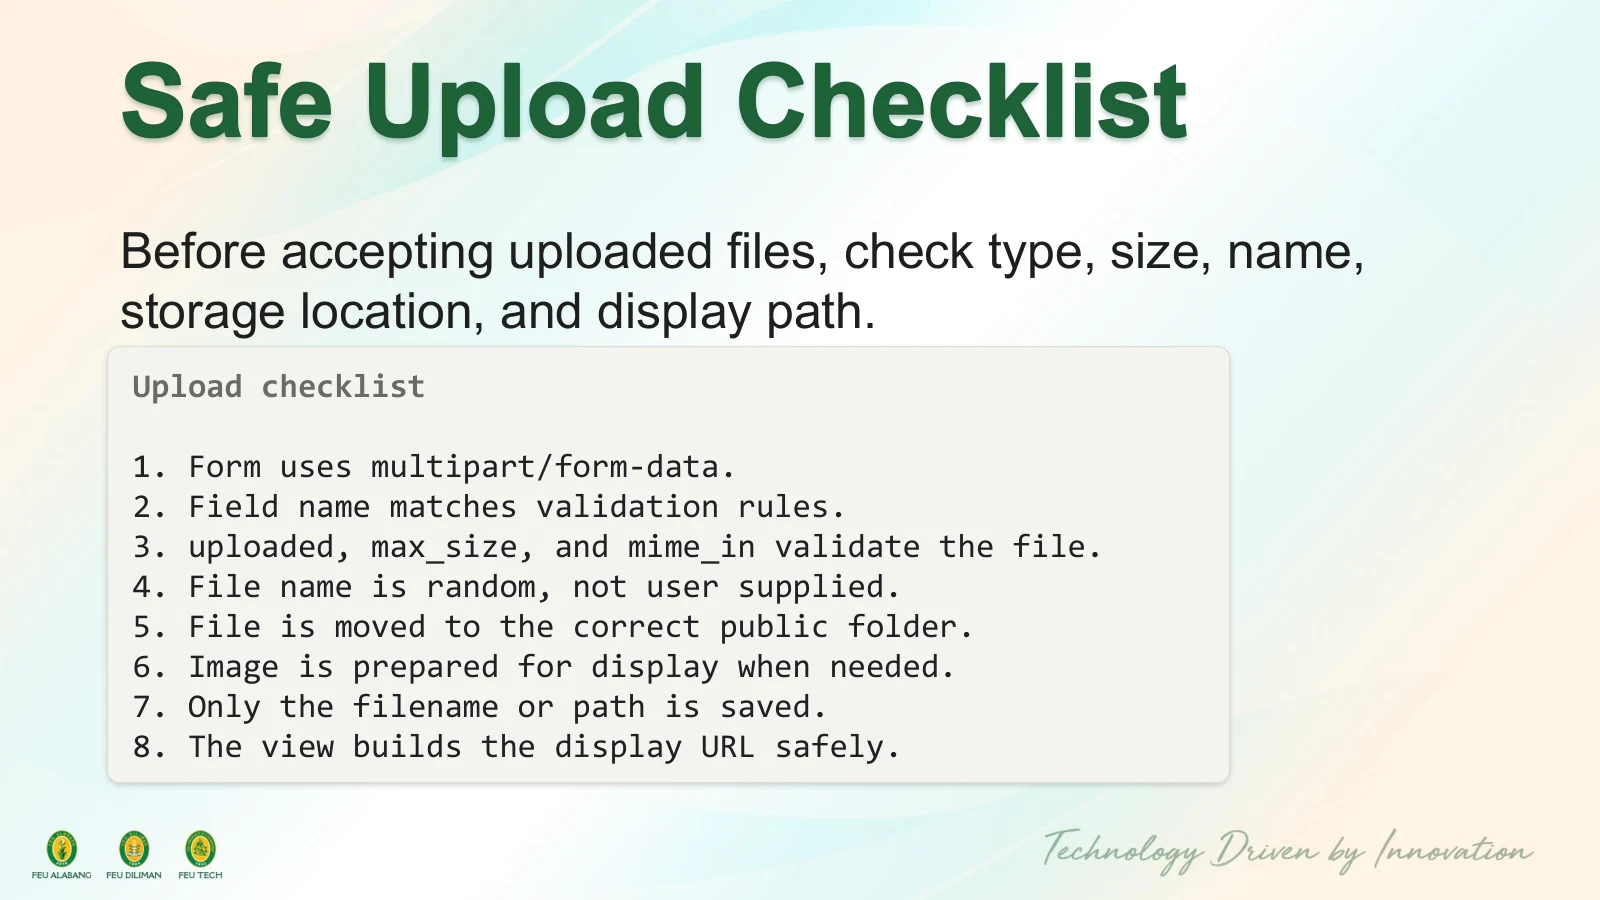 Safe Upload Checklist
Before accepting uploaded files, check type, size, name,
storage location, and display path.
Upload checklist
1. Form uses multipart/form-data.
2. Field name matches validation rules.
3. uploaded, max_size, and mime_in validate the file.
4. File name is random, not user supplied.
5. File is moved to the correct public folder.
6. Image is prepared for display when needed.
7. Only the filename or path is saved.
8. The view builds the display URL safely.
FEU ALABANG FEU DILIMAN FEU TECH
Technology Driven by Innovation